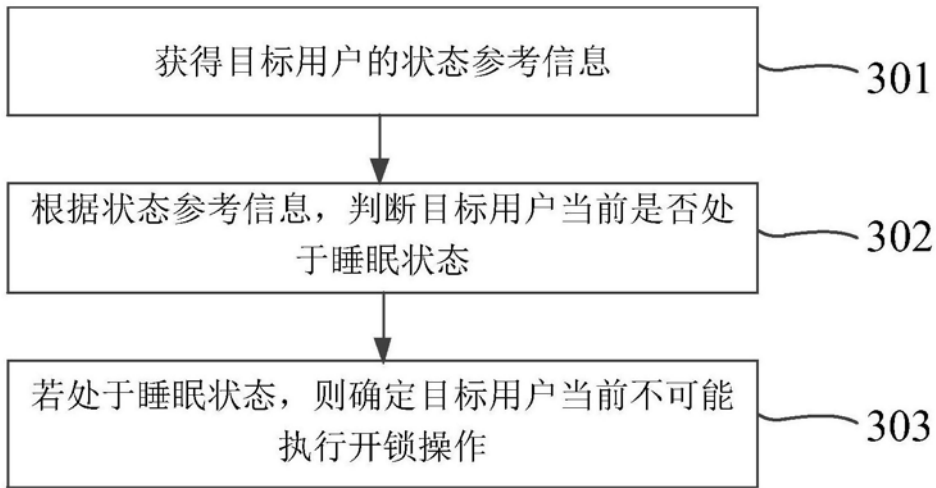 获得目标用户的状态参考信息
301
根据状态参考信息，判断目标用户当前是否处
于睡眠状态
302
若处于睡眠状态，则确定目标用户当前不可能
执行开锁操作
303